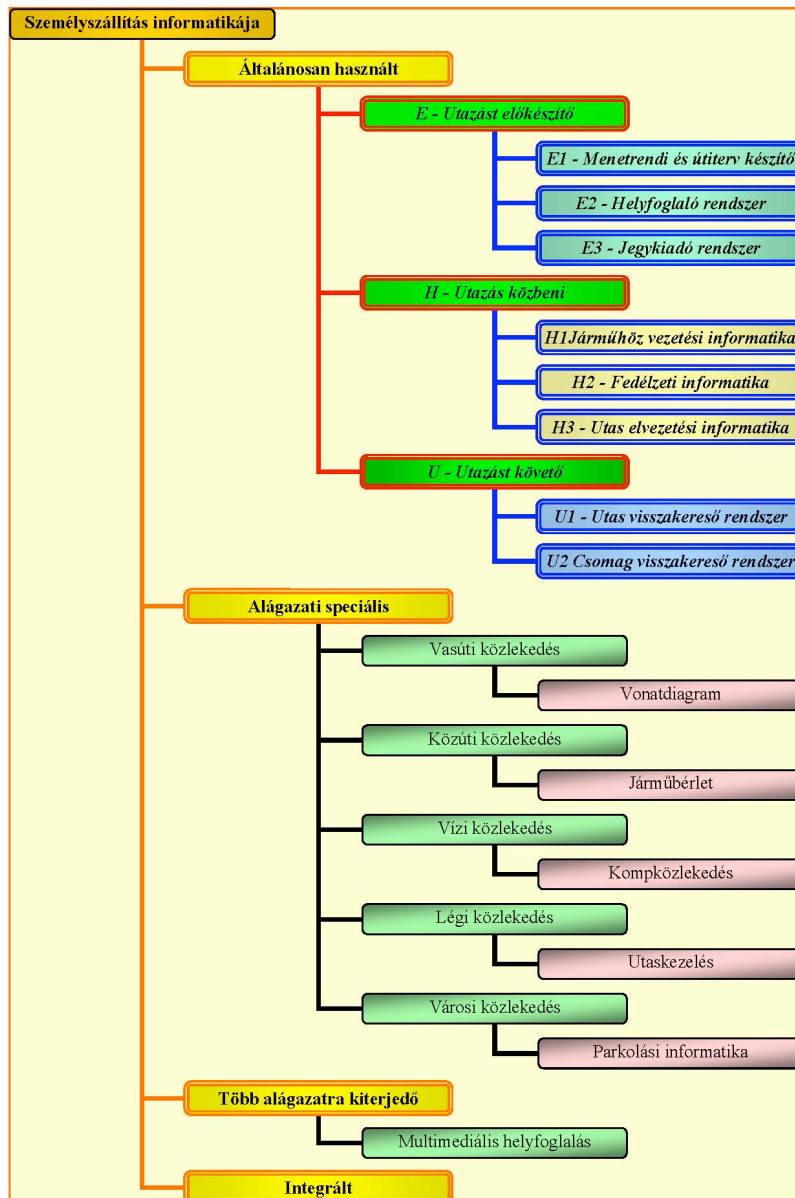 Személyszállítás informatikája
Általánosan használt
E - Utazást előkészítő
E1 - Menetrendi és útiterv készítő
E2 - Helyfoglaló rendszer
E3 - Jegykiadó rendszer
H - Utazás közbeni
H1Járműhöz vezetési informatika
H2 - Fedélzeti informatika
H3 - Utas elvezetési informatika
U - Utazást követő
U1 - Utas visszakereső rendszer
U2 Csomag visszakereső rendszer
Alágazati speciális
Vasúti közlekedés
Vonatdiagram
Közúti közlekedés
Járműbérlet
Vízi közlekedés
Kompközlekedés
Légi közlekedés
Utaskezelés
Városi közlekedés
Parkolási informatika
Több alágazatra kiterjedő
Multimediális helyfoglalás
Integrált